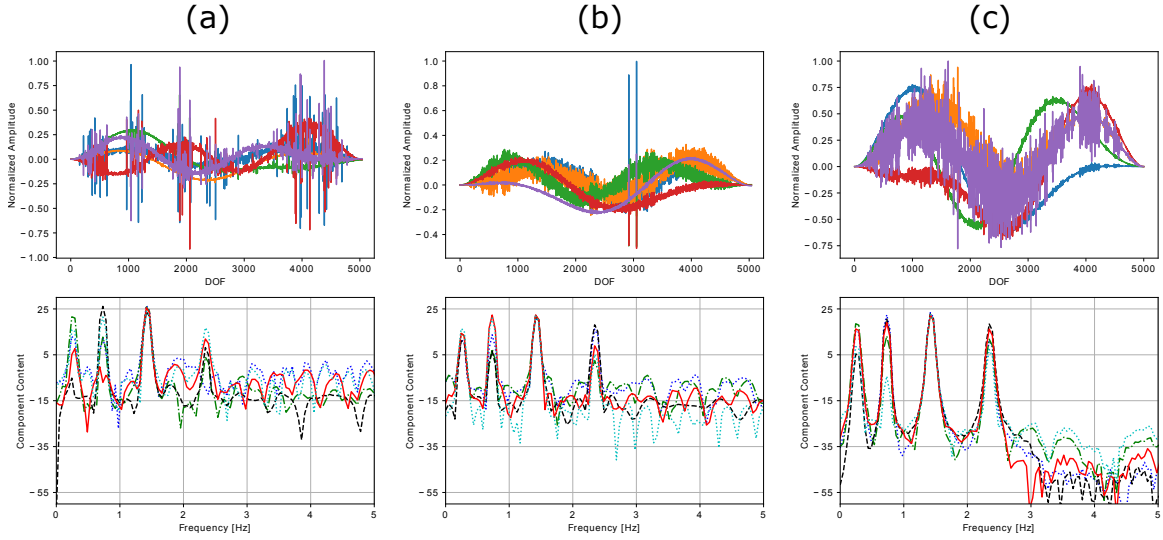 (a) (b) (c)
Normalized Amplitude
1.00
0.75
0.50
0.25
0.00
−0.25
−0.50
−0.75
−1.00
0 1000 2000 3000 4000 5000
DOF
Normalized Amplitude
1.0
0.8
0.6
0.4
0.2
0.0
−0.2
−0.4
0 1000 2000 3000 4000 5000
DOF
Normalized Amplitude
1.00
0.75
0.50
0.25
0.00
−0.25
−0.50
−0.75
0 1000 2000 3000 4000 5000
DOF
Component Content
25
5
−15
−35
−55
0 1 2 3 4 5
Frequency [Hz]
Component Content
25
5
−15
−35
−55
0 1 2 3 4 5
Frequency [Hz]
Component Content
25
5
−15
−35
−55
0 1 2 3 4 5
Frequency [Hz]